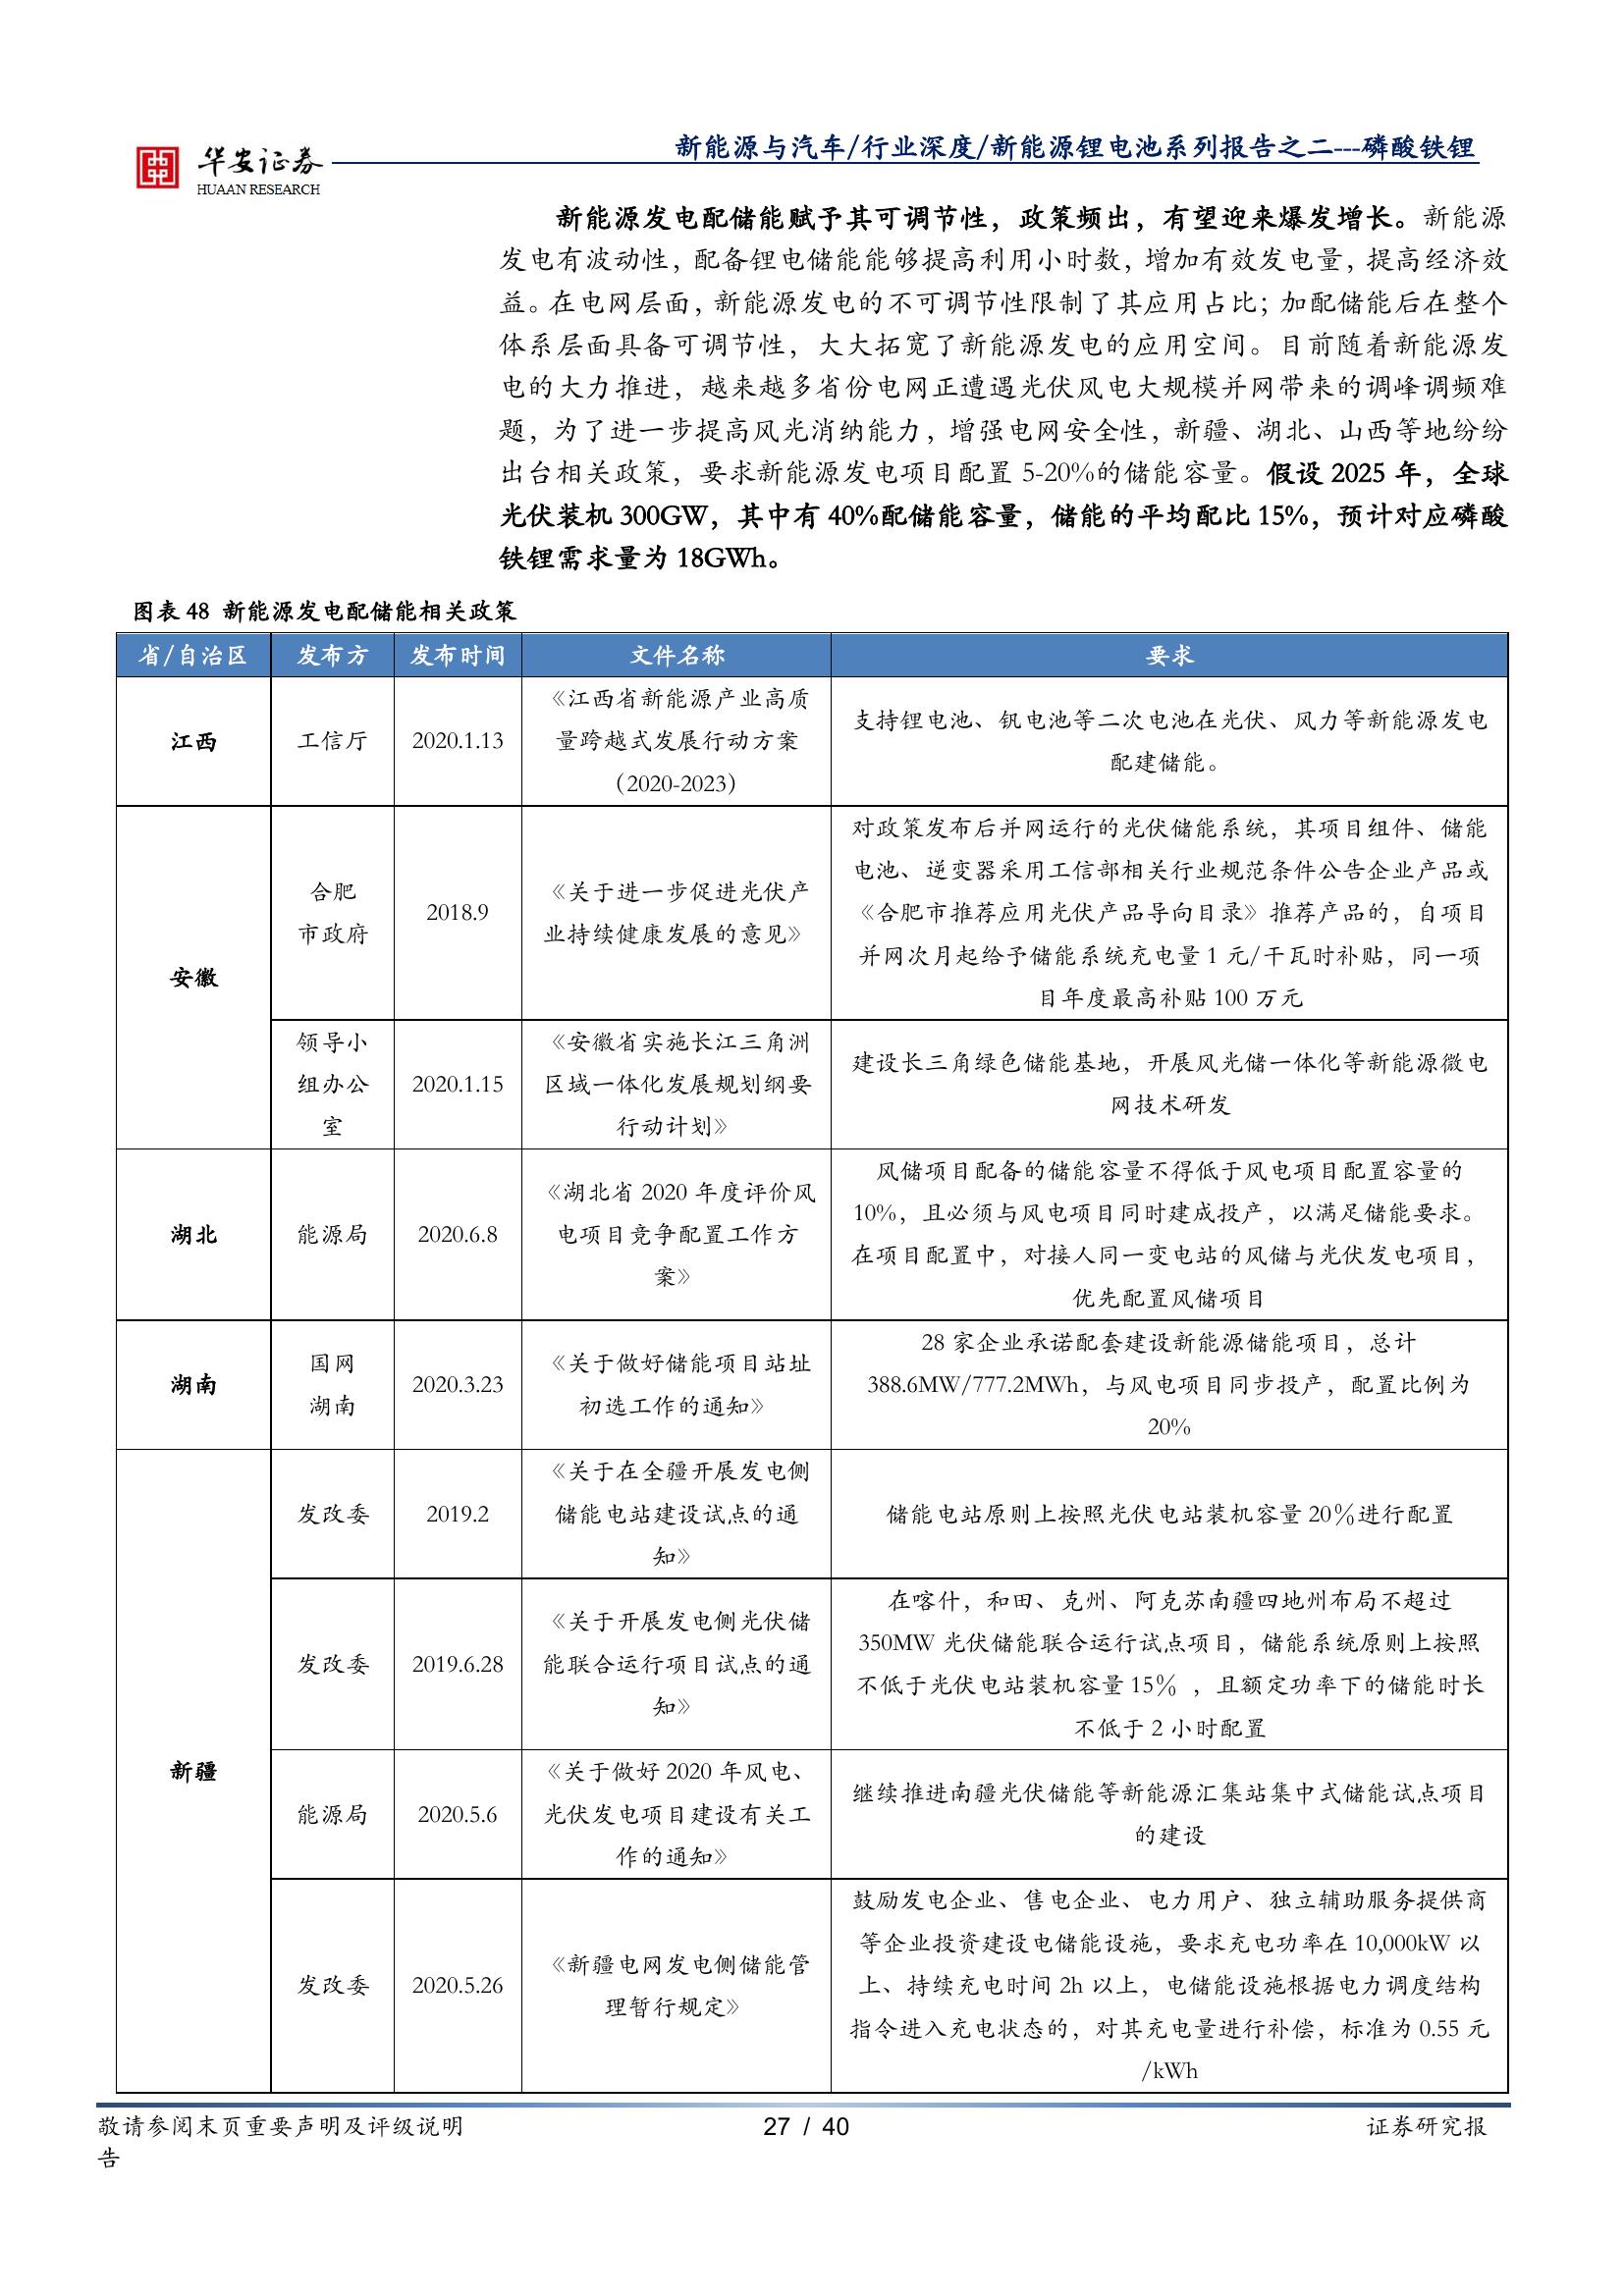 华安证券
HUAAN RESEARCH
新能源与汽车/行业深度/新能源锂电池系列报告之二---磷酸铁锂
新能源发电配储能赋予其可调节性，政策频出，有望迎来爆发增长。新能源
发电有波动性，配备锂电储能能够提高利用小时数，增加有效发电量，提高经济效
益。在电网层面，新能源发电的不可调节性限制了其应用占比；加配储能后在整个
体系层面具备可调节性，大大拓宽了新能源发电的应用空间。目前随着新能源发
电的大力推进，越来越多省份电网正遭遇光伏风电大规模并网带来的调峰调频难
题，为了进一步提高风光消纳能力，增强电网安全性，新疆、湖北、山西等地纷纷
出台相关政策，要求新能源发电项目配置 5-20%的储能容量。假设 2025 年，全球
光伏装机 300GW，其中有 40%配储能容量，储能的平均配比 15%，预计对应磷酸
铁锂需求量为 18GWh。
图表 48 新能源发电配储能相关政策
省/自治区 发布方 发布时间 文件名称 要求
江西 工信厅 2020.1.13
《江西省新能源产业高质
量跨越式发展行动方案
（2020-2023）
支持锂电池、钒电池等二次电池在光伏、风力等新能源发电
配建储能。
安徽
合肥
市政府
2018.9
《关于进一步促进光伏产
业持续健康发展的意见》
对政策发布后并网运行的光伏储能系统，其项目组件、储能
电池、逆变器采用工信部相关行业规范条件公告企业产品或
《合肥市推荐应用光伏产品导向目录》推荐产品的，自项目
并网次月起给予储能系统充电量 1 元/干瓦时补贴，同一项
目年度最高补贴 100 万元
领导小
组办公
室
2020.1.15
《安徽省实施长江三角洲
区域一体化发展规划纲要
行动计划》
建设长三角绿色储能基地，开展风光储一体化等新能源微电
网技术研发
湖北 能源局 2020.6.8
《湖北省 2020 年度评价风
电项目竞争配置工作方
案》
风储项目配备的储能容量不得低于风电项目配置容量的
10%，且必须与风电项目同时建成投产，以满足储能要求。
在项目配置中，对接人同一变电站的风储与光伏发电项目，
优先配置风储项目
湖南
国网
湖南
2020.3.23
《关于做好储能项目站址
初选工作的通知》
28 家企业承诺配套建设新能源储能项目，总计
388.6MW/777.2MWh，与风电项目同步投产，配置比例为
20%
新疆
发改委 2019.2
《关于在全疆开展发电侧
储能电站建设试点的通
知》
储能电站原则上按照光伏电站装机容量 20％进行配置
发改委 2019.6.28
《关于开展发电侧光伏储
能联合运行项目试点的通
知》
在喀什，和田、克州、阿克苏南疆四地州布局不超过
350MW 光伏储能联合运行试点项目，储能系统原则上按照
不低于光伏电站装机容量 15％ ，且额定功率下的储能时长
不低于 2 小时配置
能源局 2020.5.6
《关于做好 2020 年风电、
光伏发电项目建设有关工
作的通知》
继续推进南疆光伏储能等新能源汇集站集中式储能试点项目
的建设
发改委 2020.5.26
《新疆电网发电侧储能管
理暂行规定》
鼓励发电企业、售电企业、电力用户、独立辅助服务提供商
等企业投资建设电储能设施，要求充电功率在 10,000kW 以
上、持续充电时间 2h 以上，电储能设施根据电力调度结构
指令进入充电状态的，对其充电量进行补偿，标准为 0.55 元
/kWh
敬请参阅末页重要声明及评级说明 27 / 40 证券研究报
告